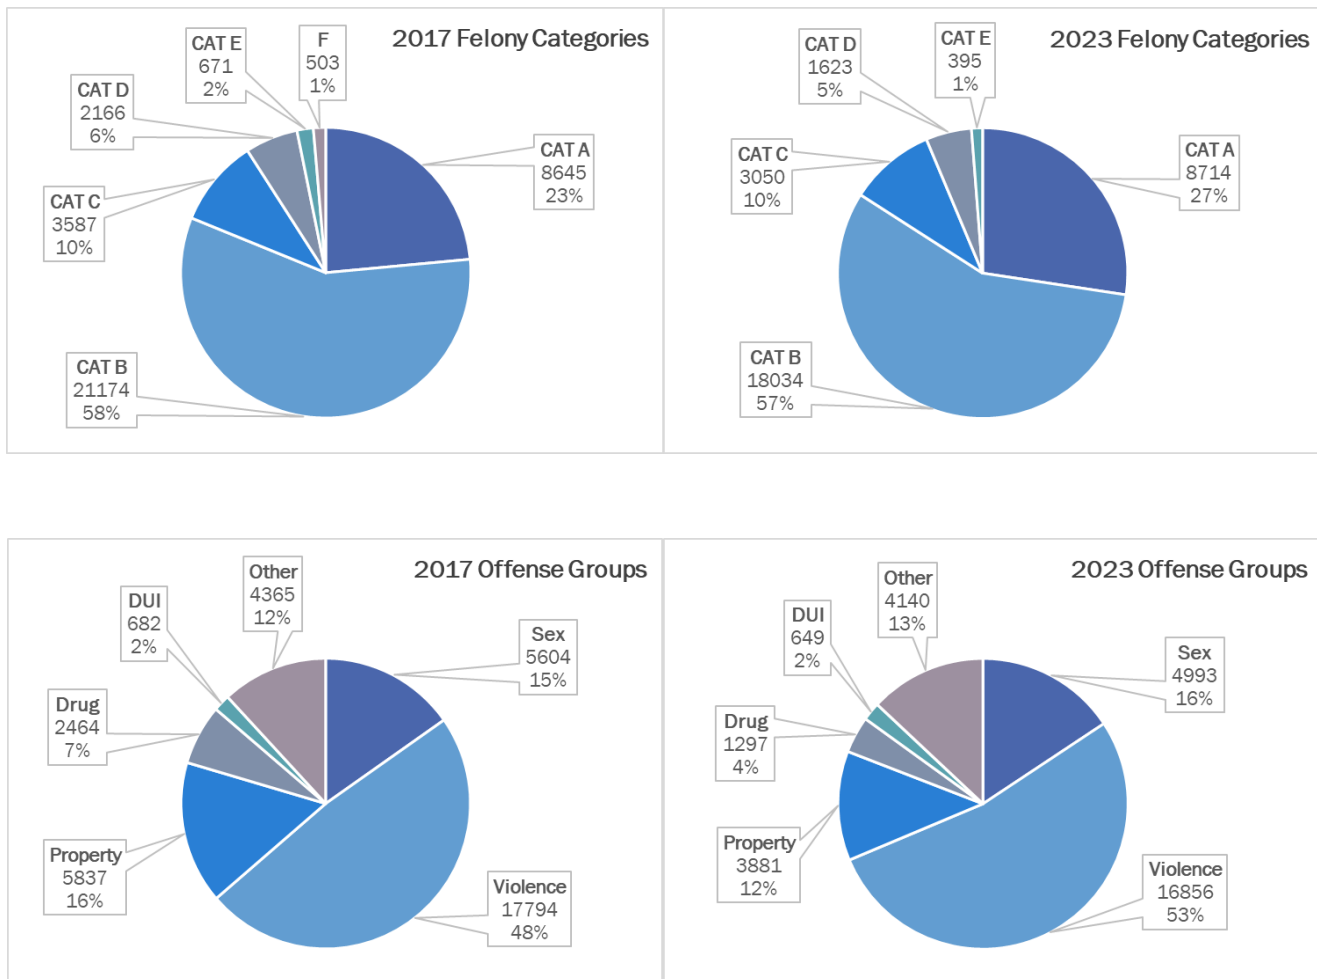 2017 Felony Categories
CAT E
671
2%
F
503
1%
CAT D
2166
6%
CAT A
8645
23%
CAT C
3587
10%
CAT B
21174
58%
2023 Felony Categories
CAT D
1623
5%
CAT E
395
1%
CAT C
3050
10%
CAT A
8714
27%
CAT B
18034
57%
2017 Offense Groups
Other
4365
12%
DUI
682
2%
Sex
5604
15%
Drug
2464
7%
Property
5837
16%
Violence
17794
48%
2023 Offense Groups
Other
4140
13%
DUI
649
2%
Sex
4993
16%
Drug
1297
4%
Property
3881
12%
Violence
16856
53%